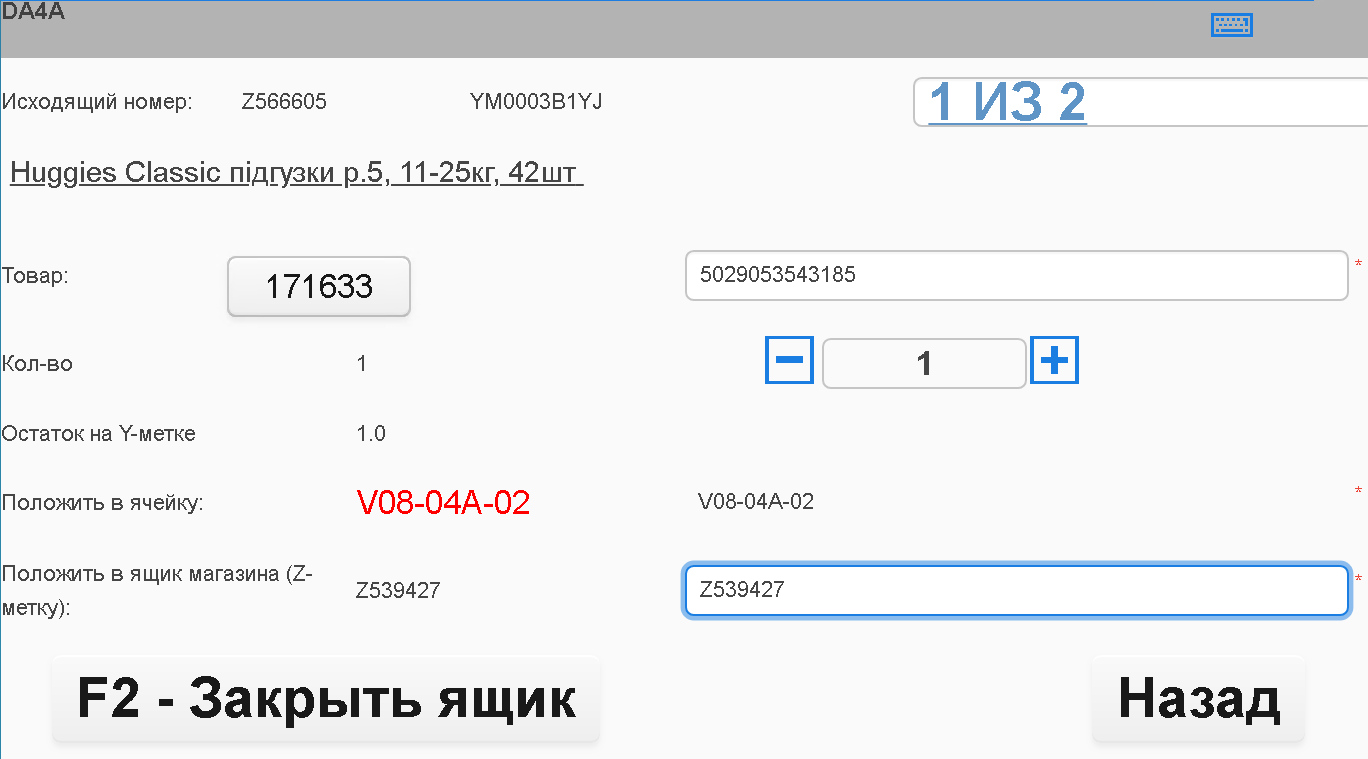 DA4A
Исходящий номер: Z566605 YM0003B1YJ 1 ИЗ 2
Huggies Classic підгузки р.5, 11-25кг, 42шт
Товар: 171633 5029053543185 *
Кол-во 1 1
Остаток на Y-метке 1.0
Положить в ячейку: V08-04A-02 V08-04A-02 *
Положить в ящик магазина (Z-
метку): Z539427 Z539427 *
F2 - Закрыть ящик Назад